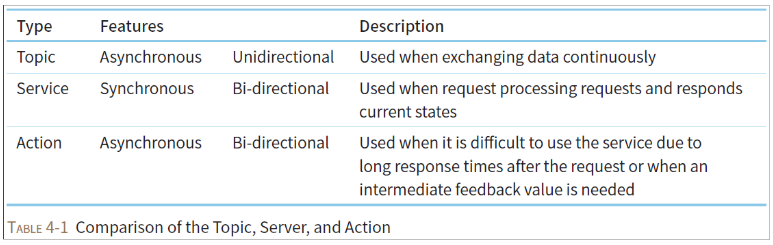 Type Features Description
Topic Asynchronous Unidirectional Used when exchanging data continuously
Service Synchronous Bi-directional Used when request processing requests and responds
current states
Action Asynchronous Bi-directional Used when it is difficult to use the service due to
long response times after the request or when an
intermediate feedback value is needed
TABLE 4-1 Comparison of the Topic, Server, and Action